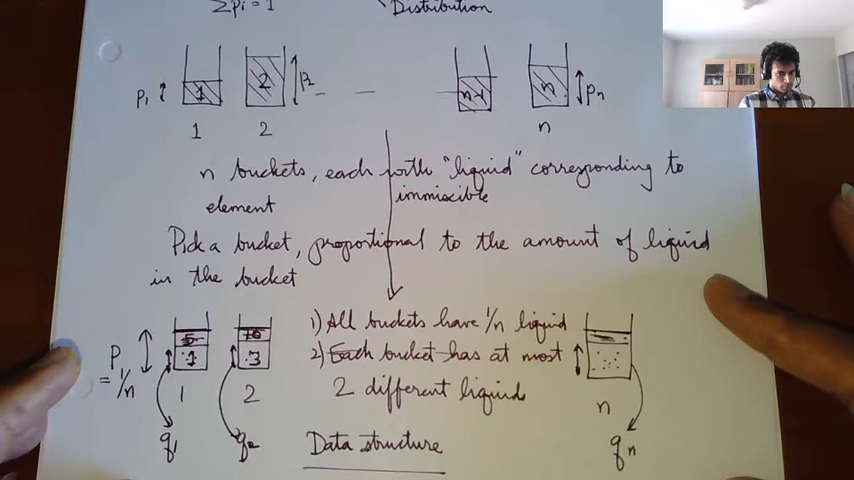 Σpi = 1 Distribution
P1 1 2 P2 n-1 n Pn
1 2 n
n buckets, each with "liquid" corresponding to
element immiscible
Pick a bucket, proportional to the amount of liquid
in the bucket
1) All buckets have 1/n liquid
2) Each bucket has at most
2 different liquid
P = 1/n
5 1 10 3
1 2 n
q1 q2 qn
Data structure